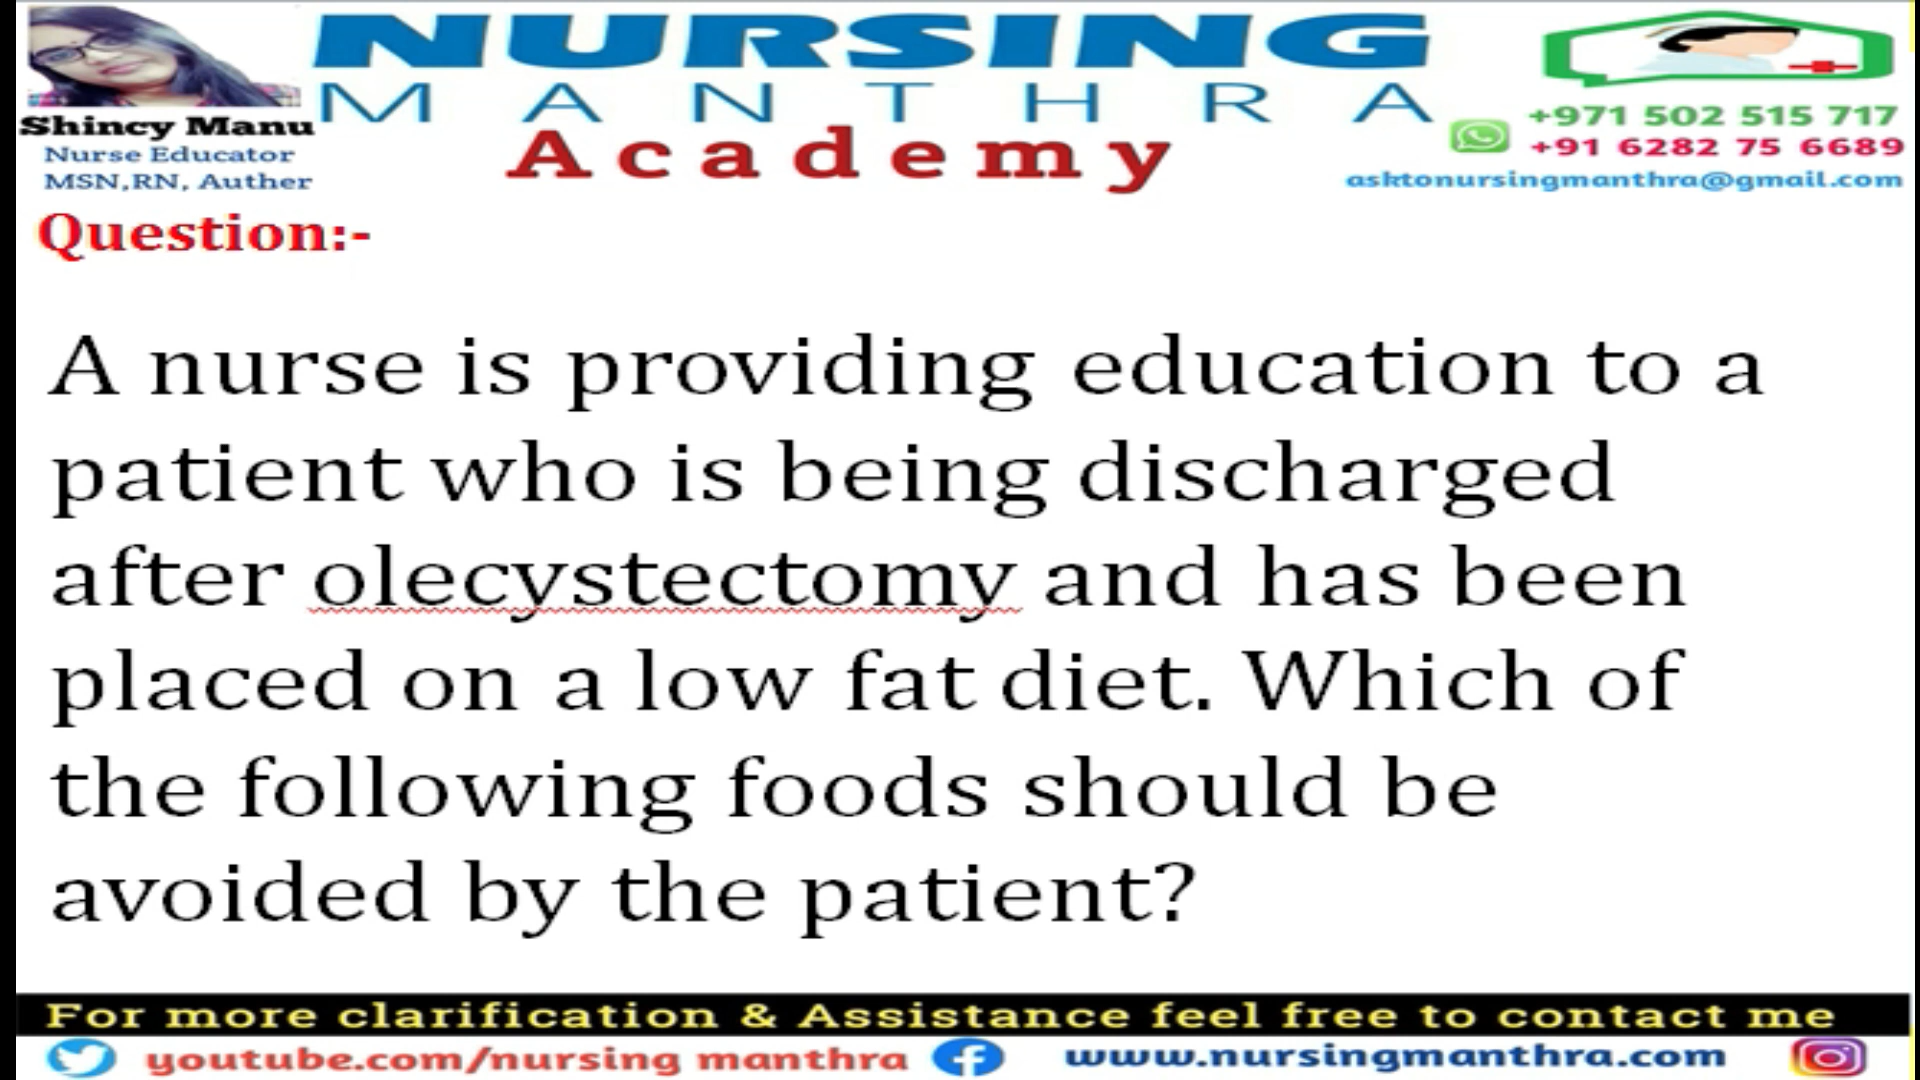 NURSING
MANTHRA
Academy
Shincy Manu
Nurse Educator
MSN,RN, Auther
+971 502 515 717
+91 6282 75 6689
asktonursingmanthra@gmail.com
Question:-
A nurse is providing education to a
patient who is being discharged
after olecystectomy and has been
placed on a low fat diet. Which of
the following foods should be
avoided by the patient?
For more clarification & Assistance feel free to contact me
youtube.com/nursing manthra
www.nursingmanthra.com